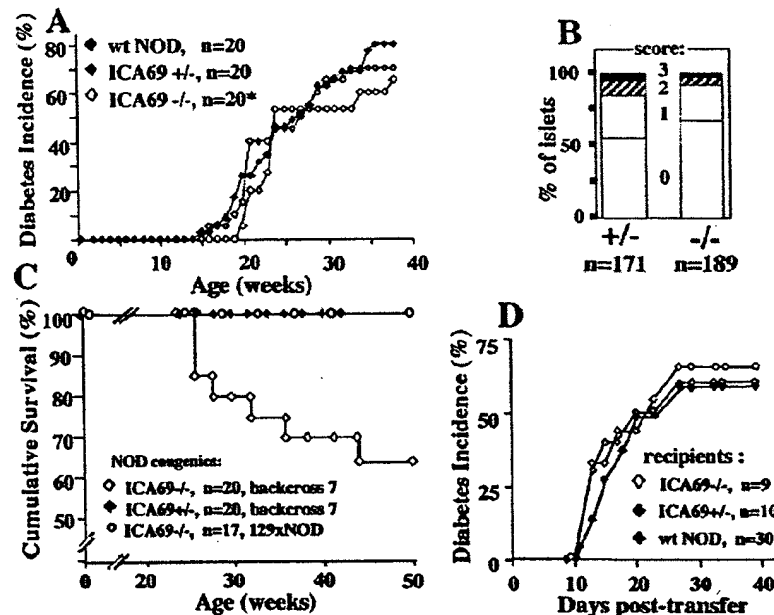 A
Diabetes Incidence (%)
80
60
40
20
wt NOD, n=20
ICA69 +/-, n=20
ICA69 -/-, n=20*
0
10
20
30
40
Age (weeks)
B
score:
% of islets
100
50
0
3
2
1
0
+/-
-/-
n=171
n=189
C
Cumulative Survival (%)
100
90
80
70
60
50
NOD congenics:
ICA69-/-, n=20, backcross 7
ICA69+/-, n=20, backcross 7
ICA69-/-, n=17, 129xNOD
0
20
30
40
50
Age (weeks)
D
Diabetes Incidence (%)
75
50
25
0
recipients :
ICA69-/-, n=9
ICA69+/-, n=10
wt NOD, n=30
0
10
20
30
40
Days post-transfer